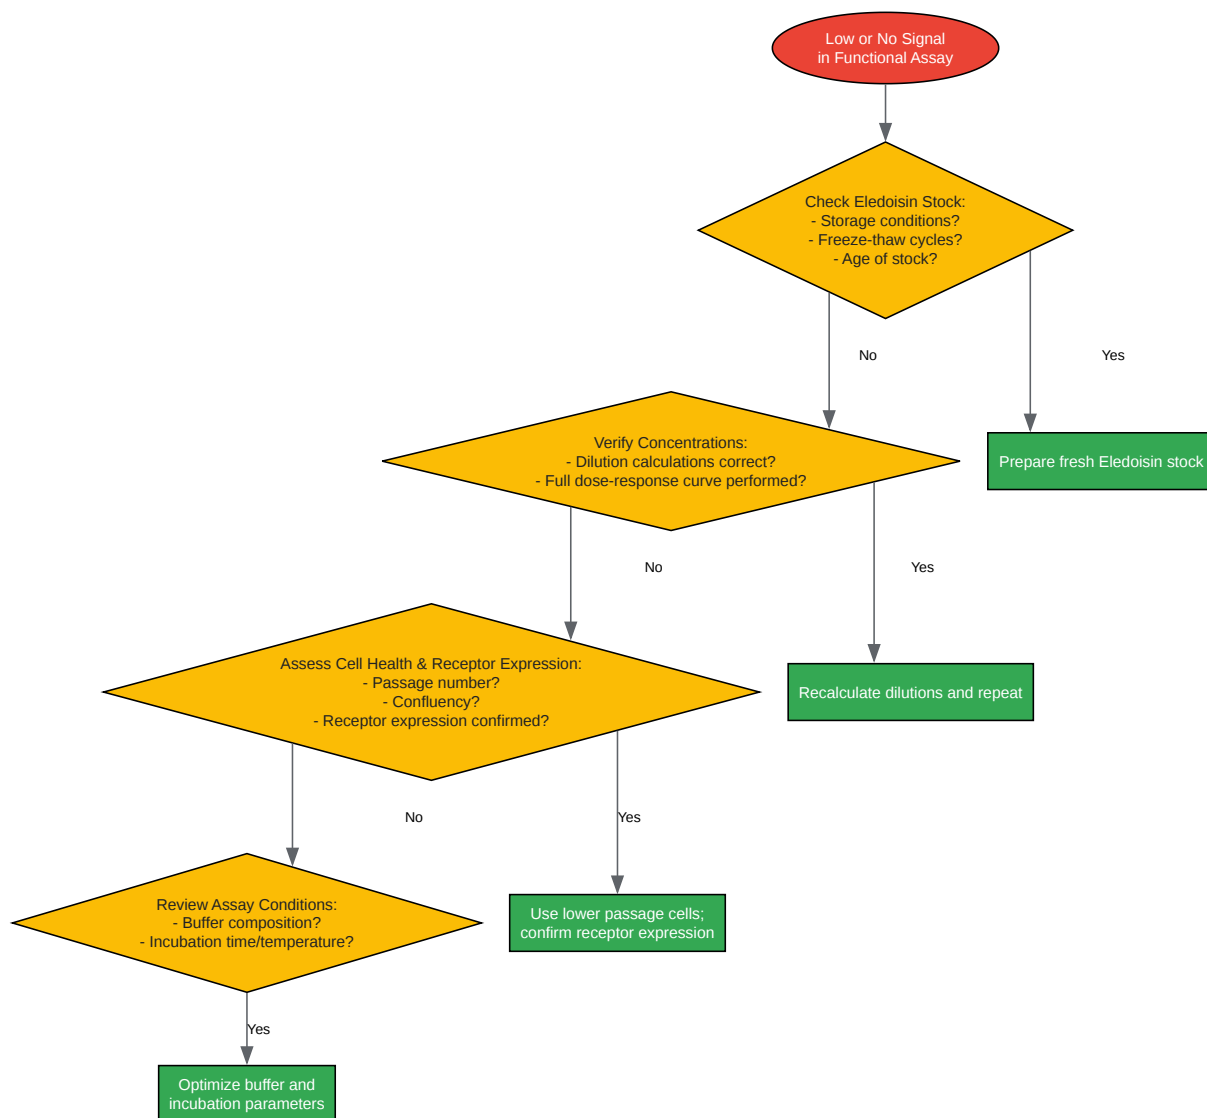 Low or No Signal
in Functional Assay
Check Eledoisin Stock:
- Storage conditions?
- Freeze-thaw cycles?
- Age of stock?
No
Yes
Verify Concentrations:
- Dilution calculations correct?
- Full dose-response curve performed?
Prepare fresh Eledoisin stock
No
Yes
Assess Cell Health & Receptor Expression:
- Passage number?
- Confluency?
- Receptor expression confirmed?
Recalculate dilutions and repeat
No
Yes
Review Assay Conditions:
- Buffer composition?
- Incubation time/temperature?
Use lower passage cells;
confirm receptor expression
Yes
Optimize buffer and
incubation parameters